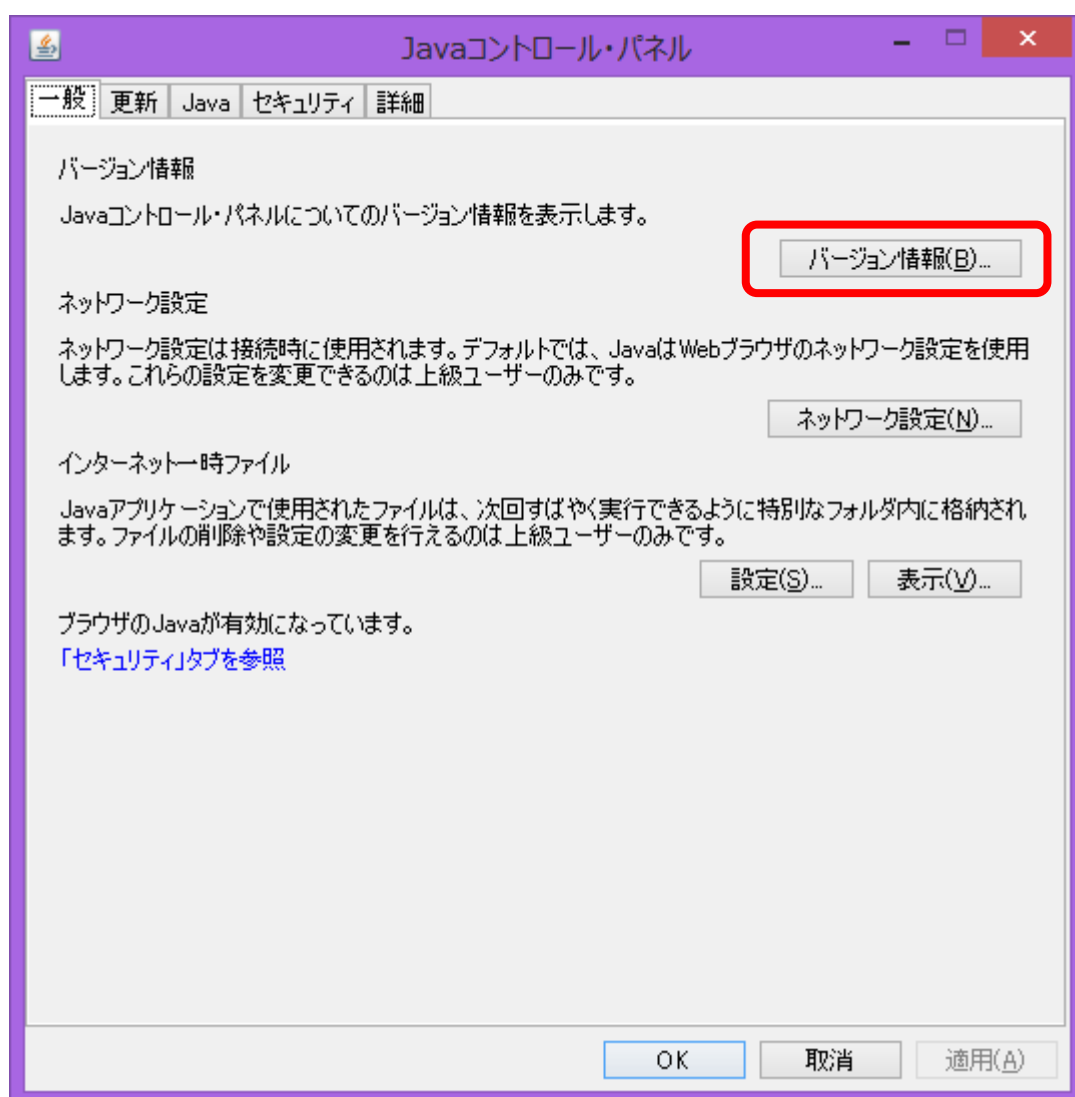 Javaコントロール・パネル
一般 更新 Java セキュリティ 詳細
バージョン情報
Javaコントロール・パネルについてのバージョン情報を表示します。
バージョン情報(B)...
ネットワーク設定
ネットワーク設定は接続時に使用されます。デフォルトでは、JavaはWebブラウザのネットワーク設定を使用
します。これらの設定を変更できるのは上級ユーザーのみです。
ネットワーク設定(N)...
インターネット一時ファイル
Javaアプリケーションで使用されたファイルは、次回すばやく実行できるように特別なフォルダ内に格納され
ます。ファイルの削除や設定の変更を行えるのは上級ユーザーのみです。
設定(S)... 表示(V)...
ブラウザのJavaが有効になっています。
「セキュリティ」タブを参照
OK 取消 適用(A)